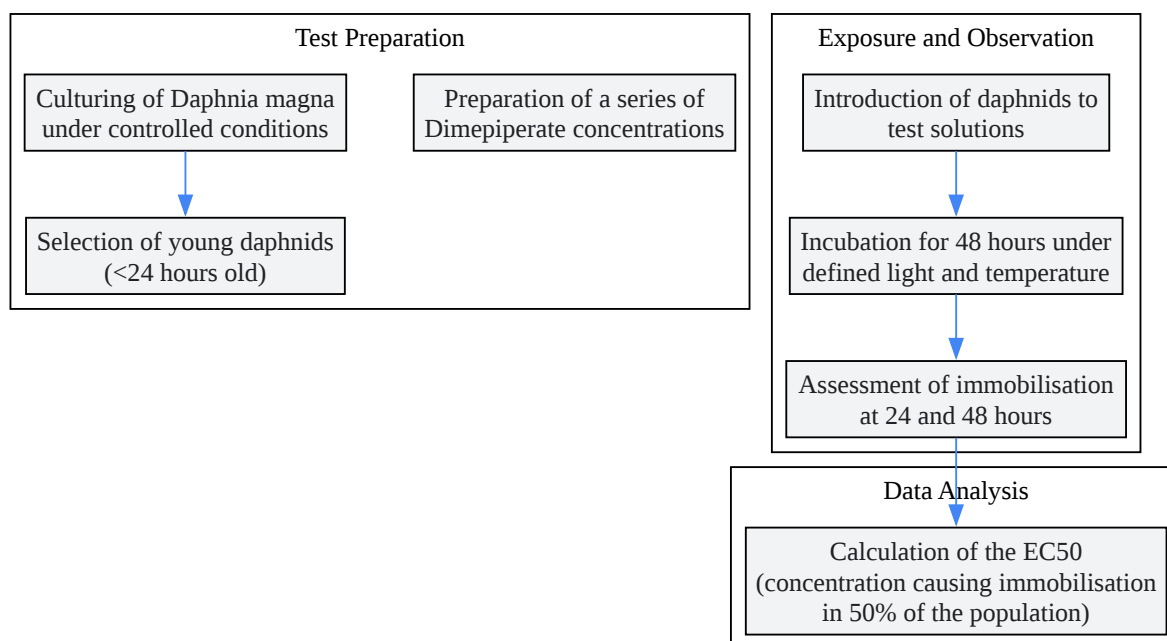 Test Preparation
Culturing of Daphnia magna
under controlled conditions
Preparation of a series of
Dimepiperate concentrations
Selection of young daphnids
(<24 hours old)
Exposure and Observation
Introduction of daphnids to
test solutions
Incubation for 48 hours under
defined light and temperature
Assessment of immobilisation
at 24 and 48 hours
Data Analysis
Calculation of the EC50
(concentration causing immobilisation
in 50% of the population)